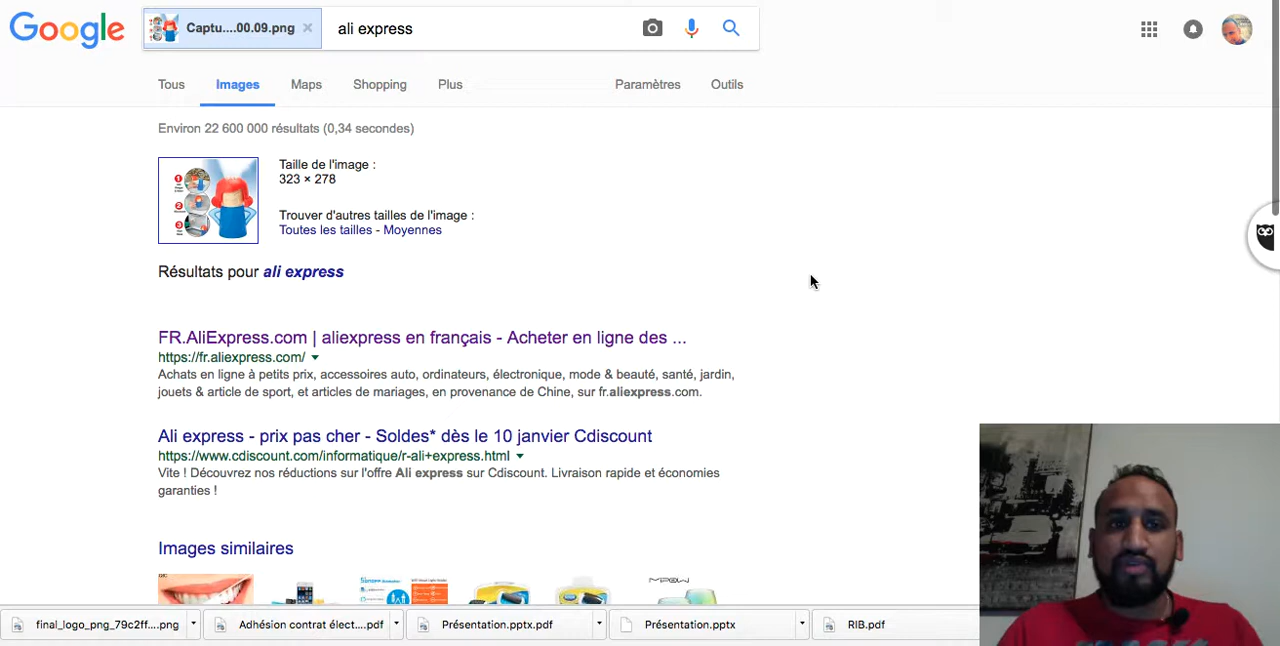 Google Captu....00.09.png × ali express
Tous Images Maps Shopping Plus Paramètres Outils
Environ 22 600 000 résultats (0,34 secondes)
Taille de l'image :
323 × 278
Trouver d'autres tailles de l'image :
Toutes les tailles - Moyennes
1
2
3
Résultats pour ali express
FR.AliExpress.com | aliexpress en français - Acheter en ligne des ...
https://fr.aliexpress.com/
Achats en ligne à petits prix, accessoires auto, ordinateurs, électronique, mode & beauté, santé, jardin,
jouets & article de sport, et articles de mariages, en provenance de Chine, sur fr.aliexpress.com.
Ali express - prix pas cher - Soldes* dès le 10 janvier Cdiscount
https://www.cdiscount.com/informatique/r-ali+express.html
Vite ! Découvrez nos réductions sur l'offre Ali express sur Cdiscount. Livraison rapide et économies
garanties !
Images similaires
MPOW
final_logo_png_79c2ff....png Adhésion contrat élect....pdf Présentation.pptx.pdf Présentation.pptx RIB.pdf